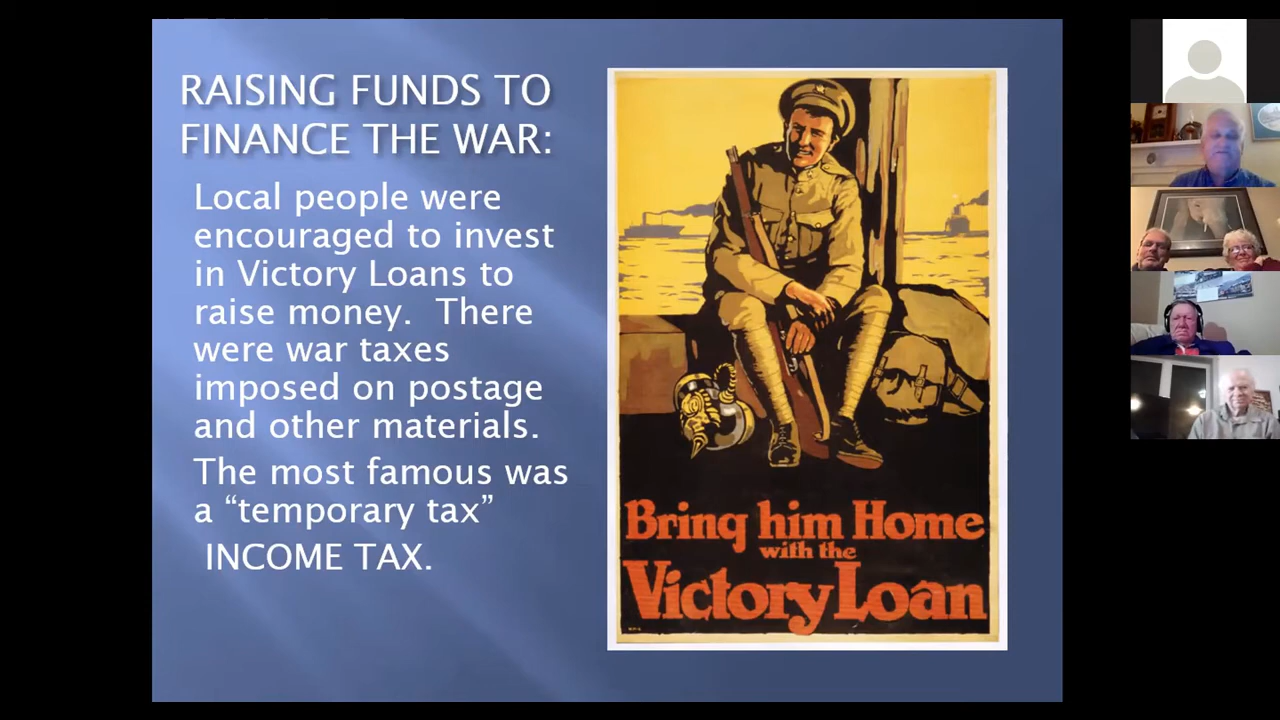 RAISING FUNDS TO
FINANCE THE WAR:
Local people were
encouraged to invest
in Victory Loans to
raise money.  There
were war taxes
imposed on postage
and other materials.
The most famous was
a “temporary tax”
INCOME TAX.
Bring him Home
with the
Victory Loan